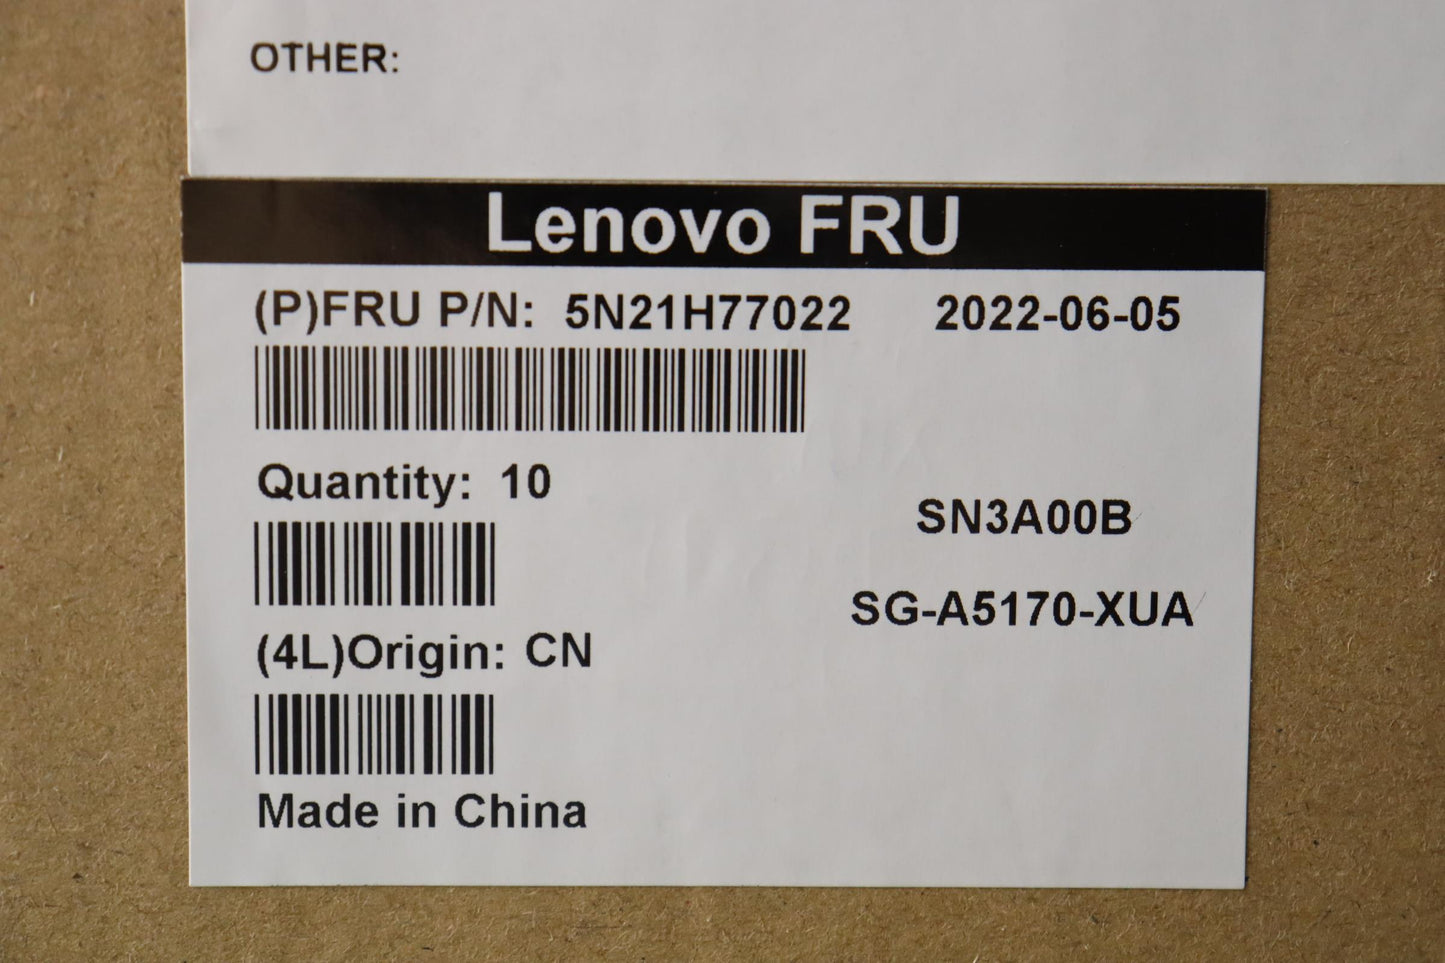 OTHER:
Lenovo FRU
(P)FRU P/N: 5N21H77022 2022-06-05
Quantity: 10
SN3A00B
SG-A5170-XUA
(4L)Origin: CN
Made in China